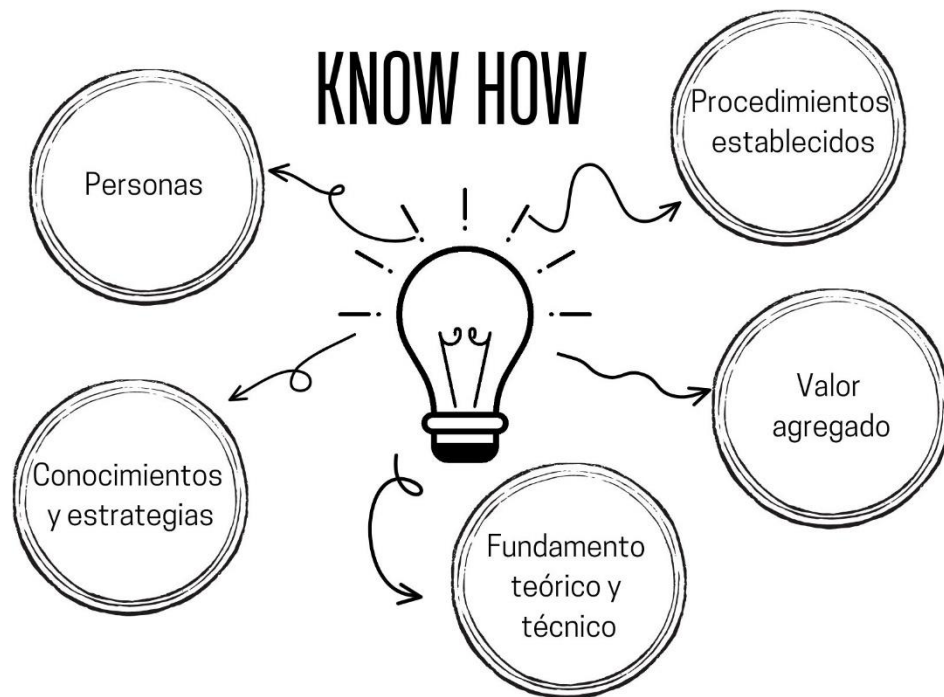 KNOW HOW
Personas
Procedimientos
establecidos
Conocimientos
y estrategias
Valor
agregado
Fundamento
teórico y
técnico